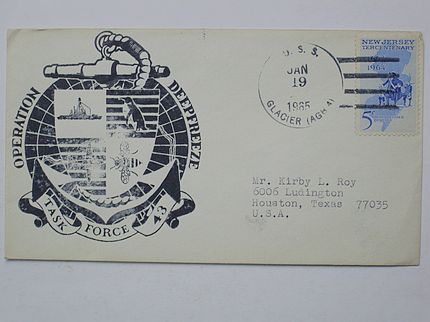 OPERATION DEEPFREEZE
TASK FORCE 43
U. S. S.
JAN
19
1965
GLACIER (AGB 4)
NEW JERSEY
TERCENTENARY
1964
5¢
Mr. Kirby L. Roy
6006 Ludington
Houston, Texas 77035
U.S.A.